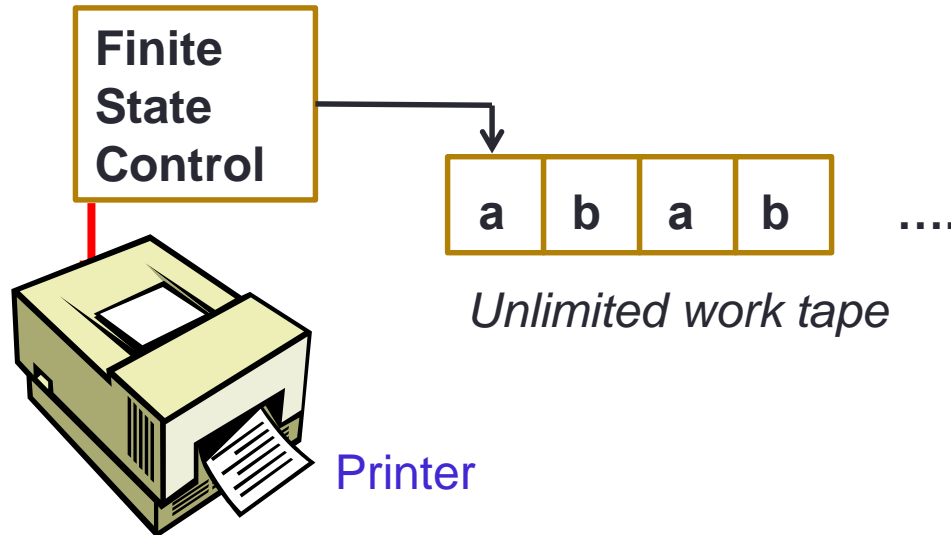 Finite
State
Control
a b a b ....
Unlimited work tape
Printer